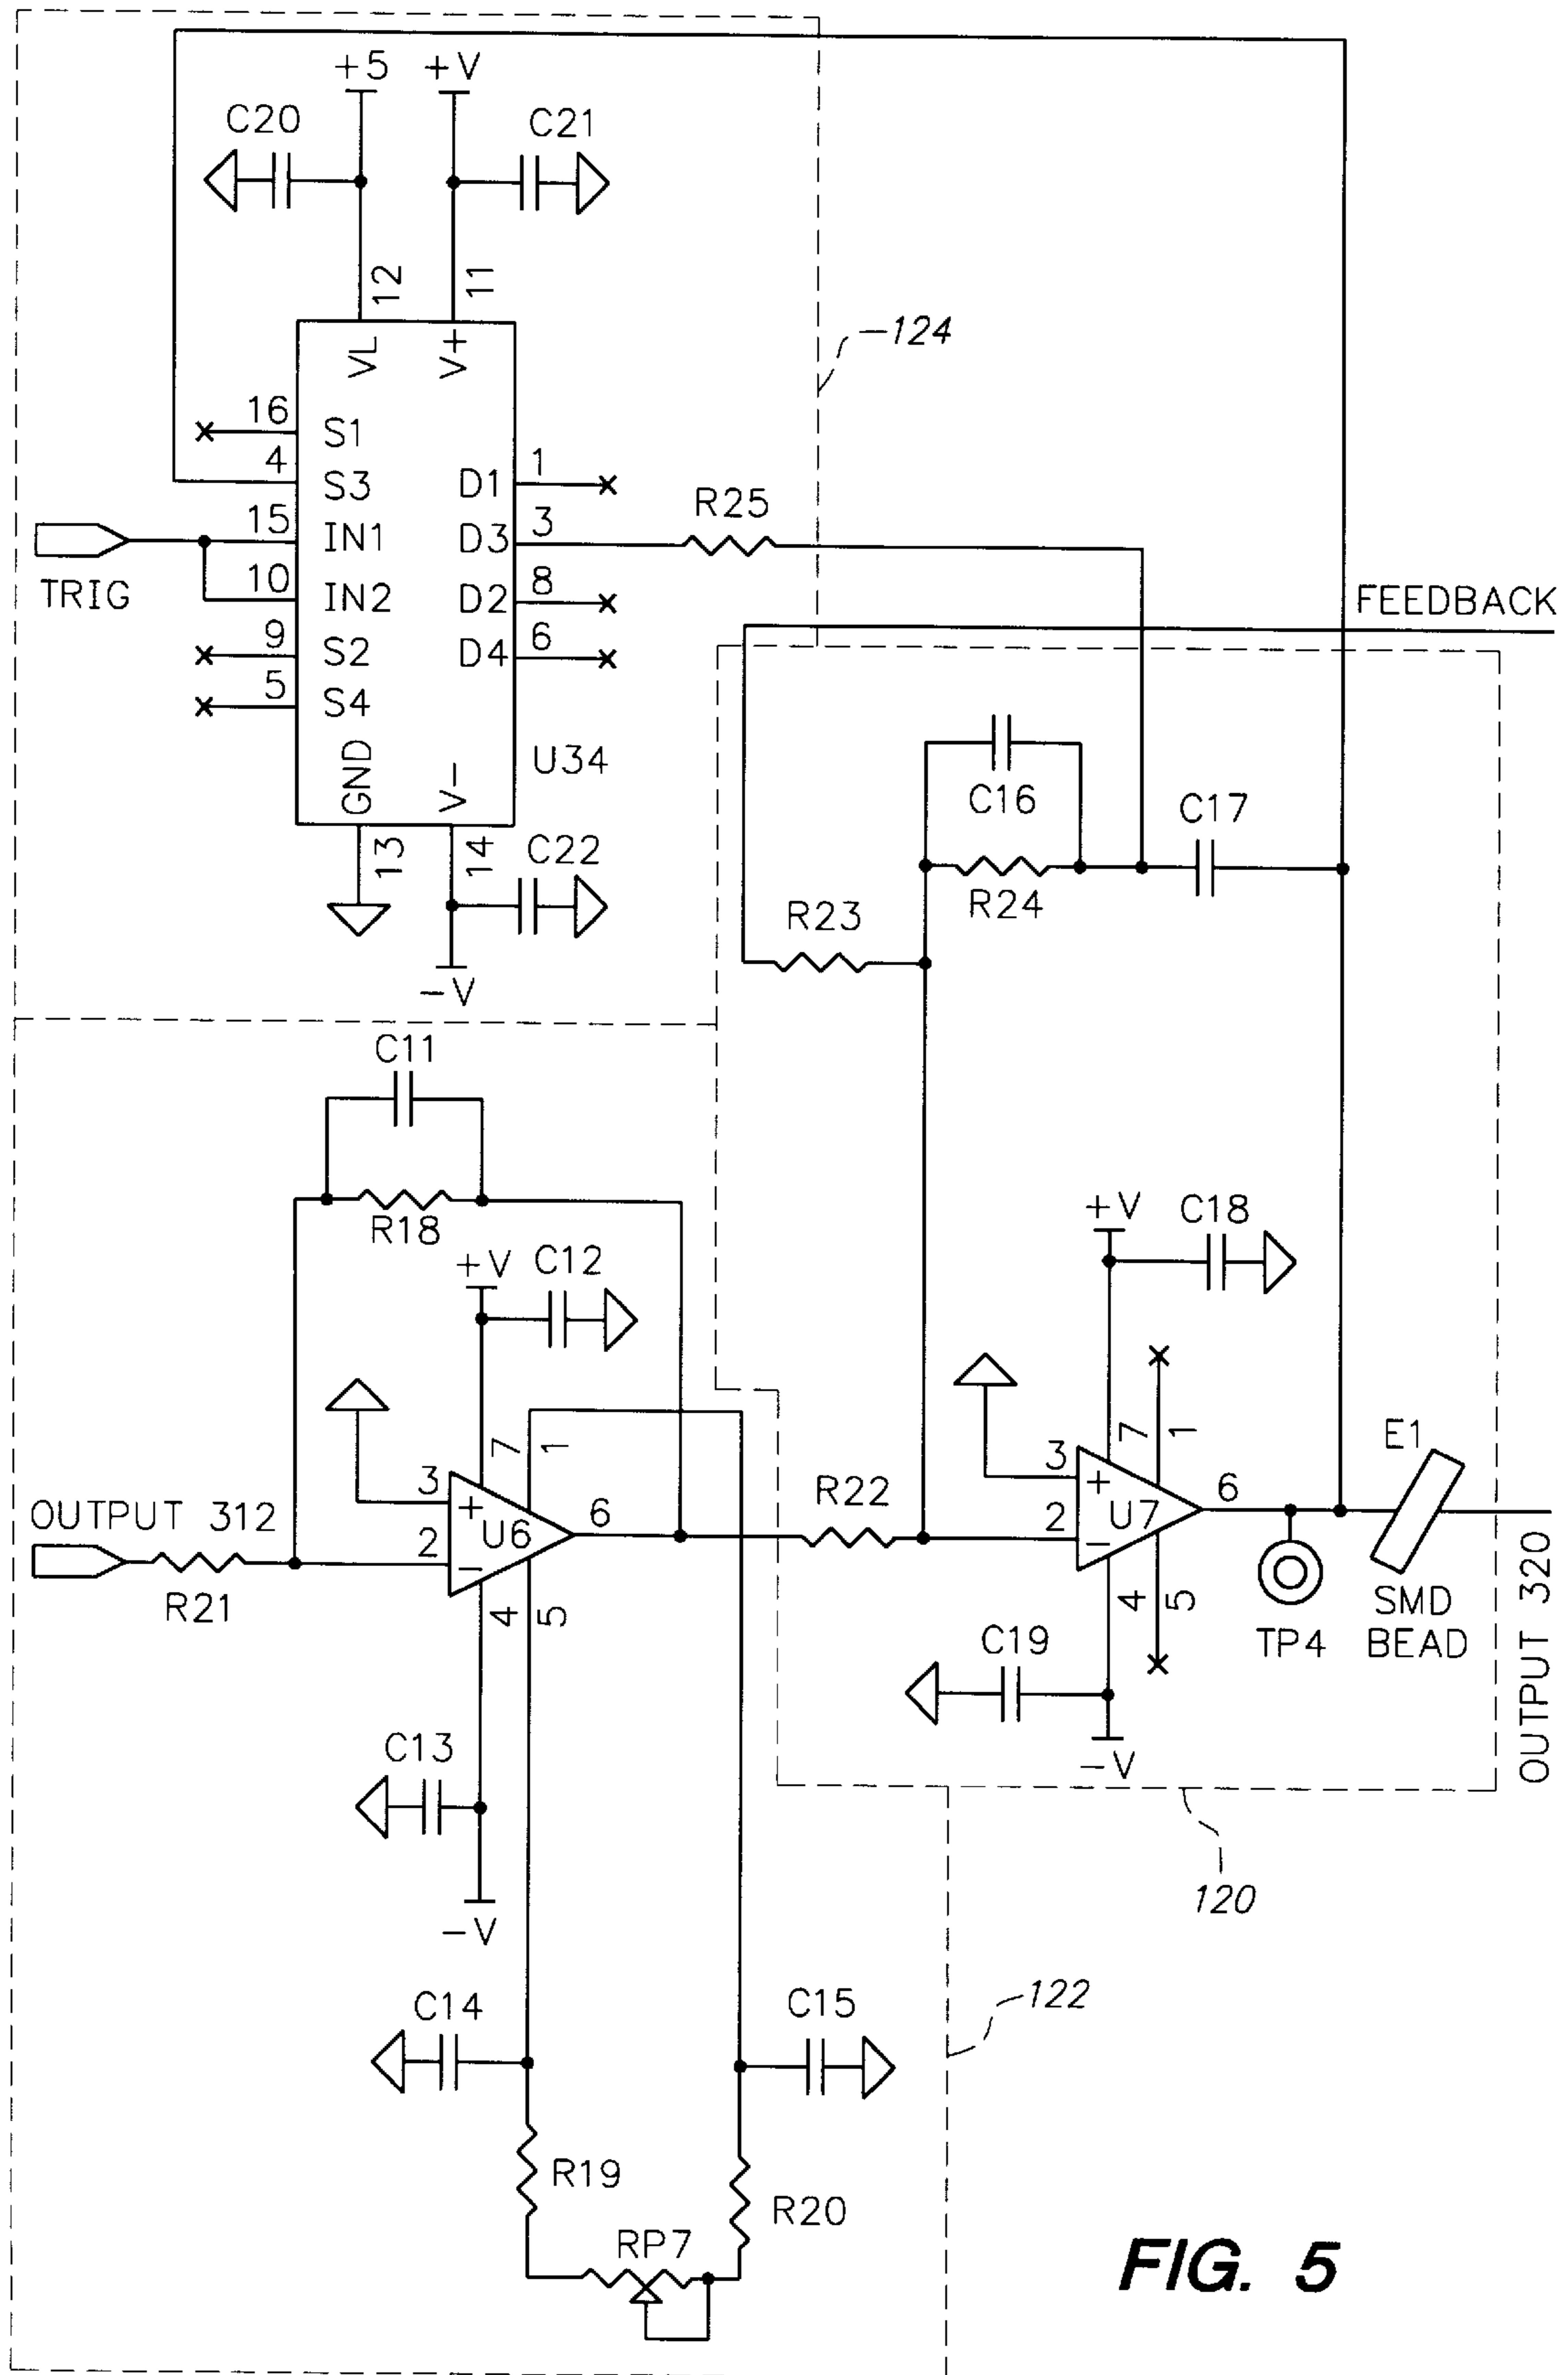 +5 +V
C20 C21
12 11
VL V+
-124
16 S1
4 S3 D1 1
R25
15 IN1 D3 3
TRIG
10 IN2 D2 8
FEEDBACK
9 S2 D4 6
5 S4
GND V- U34
13 14 C22
-V
C16 C17
R24
R23
C11
R18
+V C12
+V C18
7 1
3 + U6 6
OUTPUT 312
2 -
R21
4 5
R22
7 1
E1
3 + U7 6
2 -
4 5
TP4
SMD
BEAD
OUTPUT 320
C19
-V
C13
-V
120
122
C14 C15
R19
R20
RP7
FIG. 5